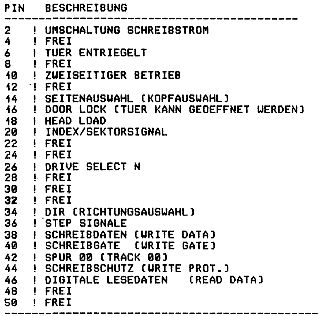 PIN BESCHREIBUNG
2 ! UMSCHALTUNG SCHREIBSTROM
4 ! FREI
6 ! TUER ENTRIEGELT
8 ! FREI
10 ! ZWEISEITIGER BETRIEB
12 ! FREI
14 ! SEITENAUSWAHL (KOPFAUSWAHL)
16 ! DOOR LOCK (TUER KANN GEOEFFNET WERDEN)
18 ! HEAD LOAD
20 ! INDEX/SEKTORSIGNAL
22 ! FREI
24 ! FREI
26 ! DRIVE SELECT N
28 ! FREI
30 ! FREI
32 ! FREI
34 ! DIR (RICHTUNGSAUSWAHL)
36 ! STEP SIGNALE
38 ! SCHREIBDATEN (WRITE DATA)
40 ! SCHREIBGATE (WRITE GATE)
42 ! SPUR 00 (TRACK 00)
44 ! SCHREIBSCHUTZ (WRITE PROT.)
46 ! DIGITALE LESEDATEN (READ DATA)
48 ! FREI
50 ! FREI